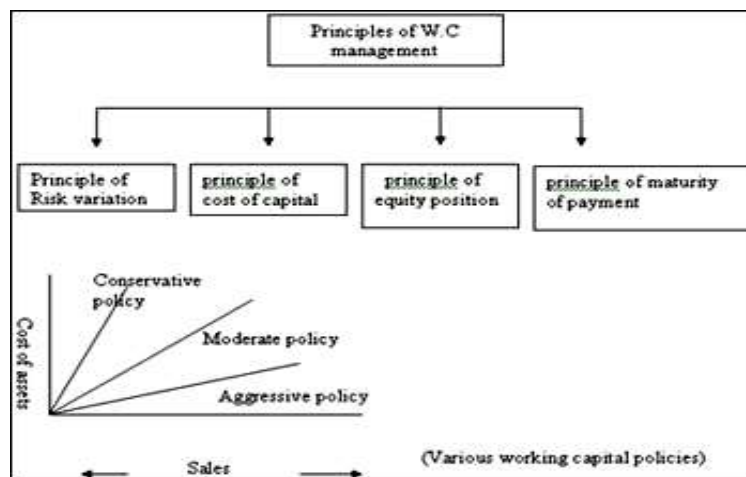 Principles of W.C
management
Principle of
Risk variation
principle of
cost of capital
principle of
equity position
principle of maturity
of payment
Conservative
policy
Moderate policy
Aggressive policy
Cost of assets
Sales
(Various working capital policies)